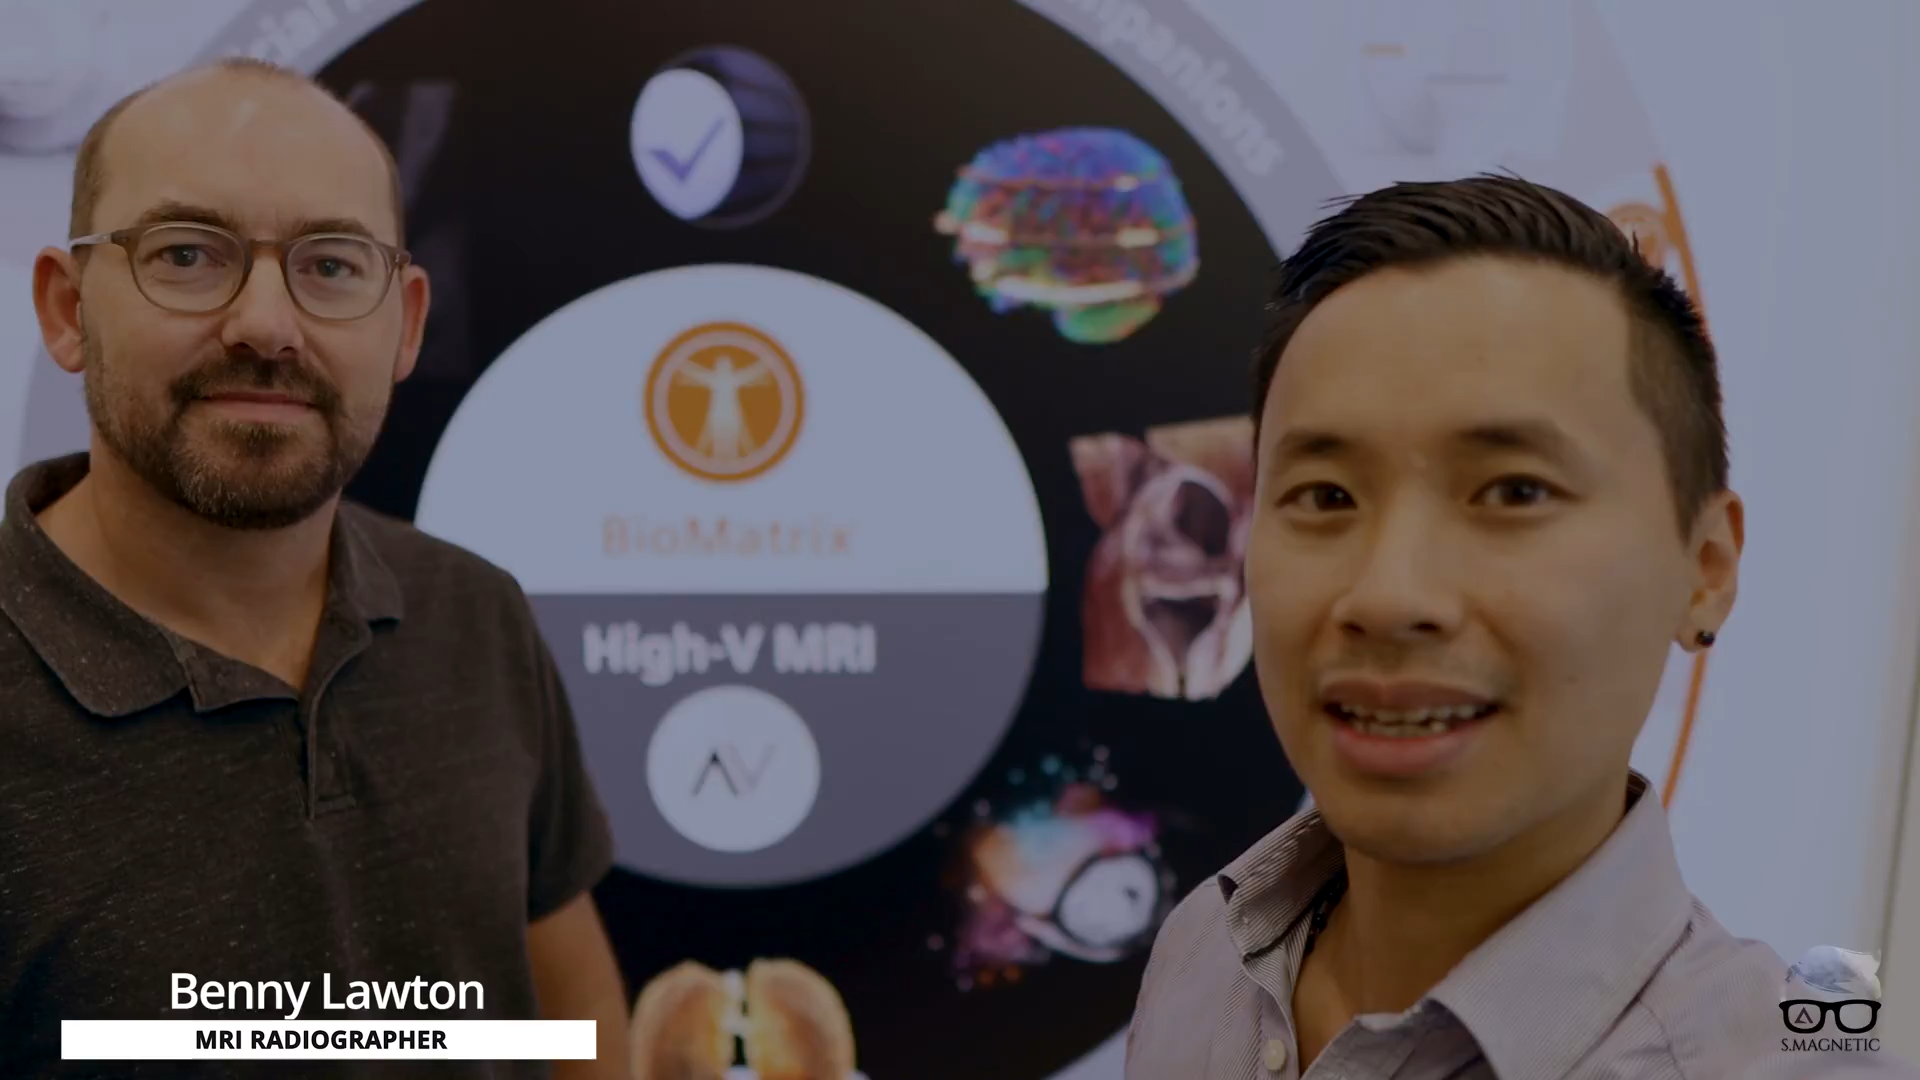 BioMatrix
High-V MRI
Benny Lawton
MRI RADIOGRAPHER
S.MAGNETIC